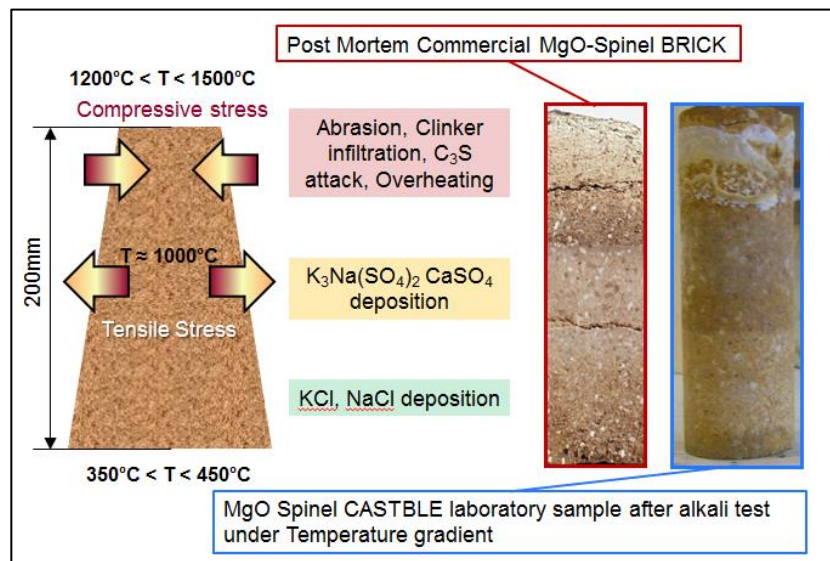 Post Mortem Commercial MgO-Spinel BRICK
1200°C < T < 1500°C
Compressive stress
Abrasion, Clinker
infiltration, C₃S
attack, Overheating
200mm
T ≈ 1000°C
K₃Na(SO₄)₂ CaSO₄
deposition
Tensile Stress
KCl, NaCl deposition
350°C < T < 450°C
MgO Spinel CASTBLE laboratory sample after alkali test
under Temperature gradient